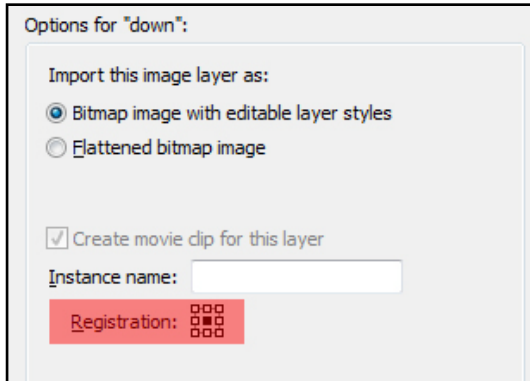 Options for "down":
Import this image layer as:
Bitmap image with editable layer styles
Flattened bitmap image
Create movie clip for this layer
Instance name:
Registration: